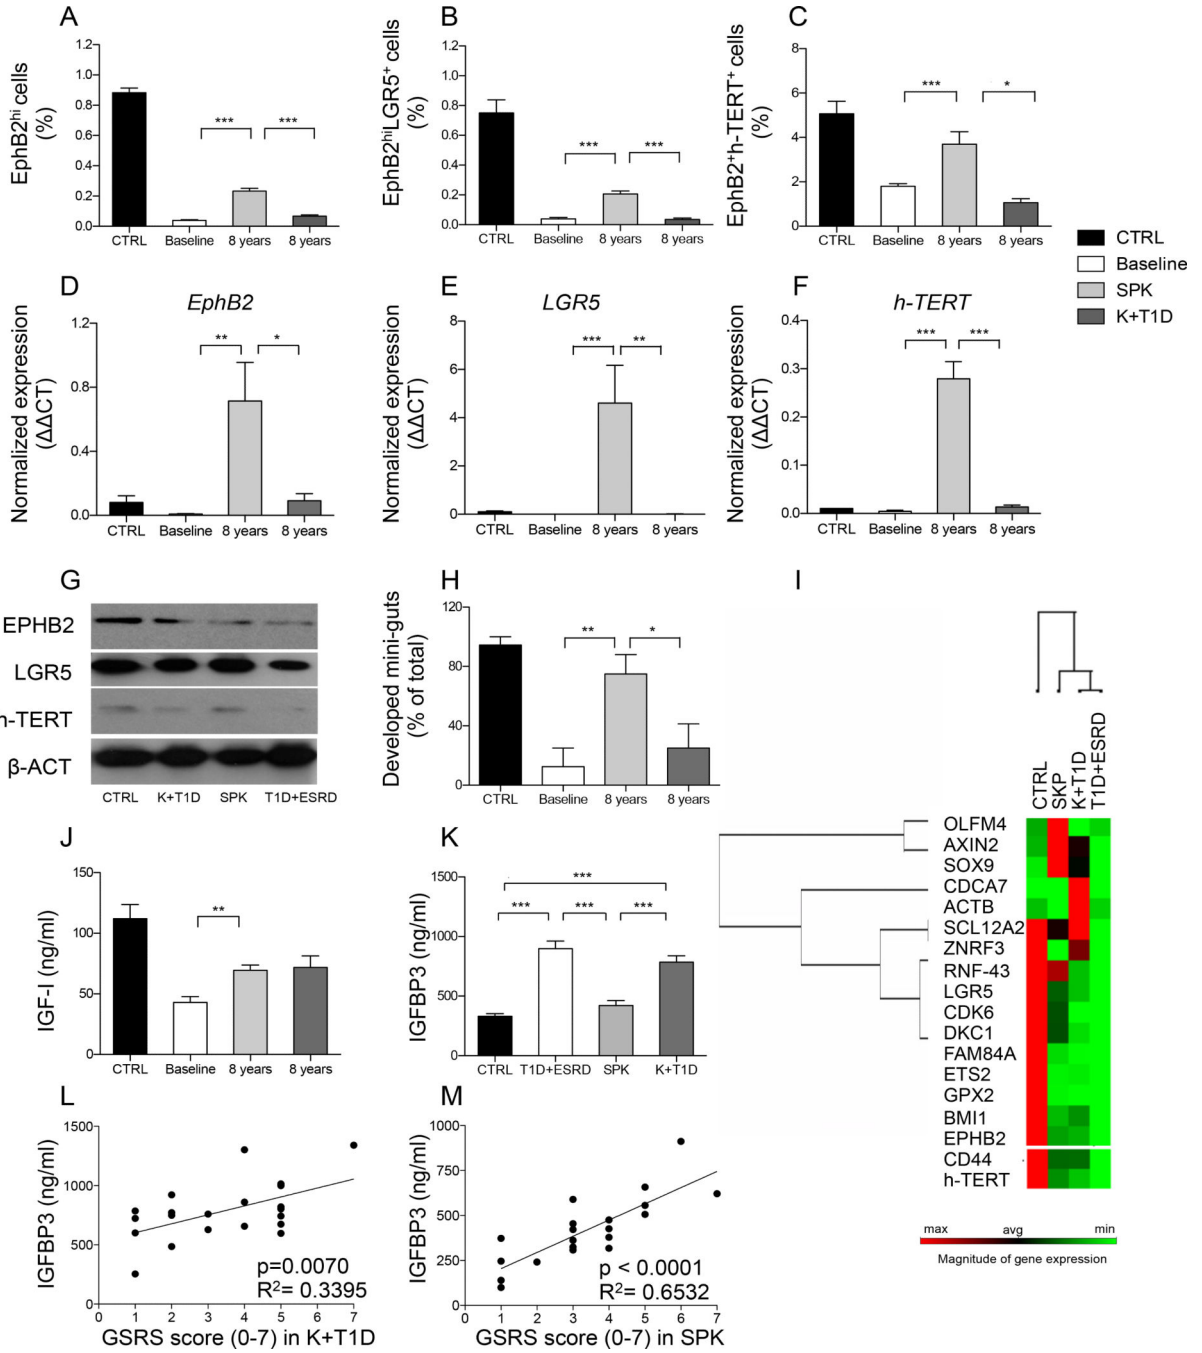 A
EphB2hi cells
(%)
1.2
1.0
0.8
0.6
0.4
0.2
0.0
***
***
CTRL
Baseline
8 years
8 years
B
EphB2hiLGR5+ cells
(%)
1.2
1.0
0.8
0.6
0.4
0.2
0.0
***
***
CTRL
Baseline
8 years
8 years
C
EphB2+h-TERT+ cells
(%)
8
6
4
2
0
***
*
CTRL
Baseline
8 years
8 years
CTRL
Baseline
SPK
K+T1D
D
EphB2
Normalized expression
(ΔΔCT)
1.2
0.8
0.4
0.0
**
*
CTRL
Baseline
8 years
8 years
E
LGR5
Normalized expression
(ΔΔCT)
8
6
4
2
0
***
**
CTRL
Baseline
8 years
8 years
F
h-TERT
Normalized expression
(ΔΔCT)
0.4
0.3
0.2
0.1
0.0
***
***
CTRL
Baseline
8 years
8 years
G
EPHB2
LGR5
h-TERT
β-ACT
CTRL
K+T1D
SPK
T1D+ESRD
H
Developed mini-guts
(% of total)
120
80
40
0
**
*
CTRL
Baseline
8 years
8 years
I
CTRL
SKP
K+T1D
T1D+ESRD
OLFM4
AXIN2
SOX9
CDCA7
ACTB
SCL12A2
ZNRF3
RNF-43
LGR5
CDK6
DKC1
FAM84A
ETS2
GPX2
BMI1
EPHB2
CD44
h-TERT
max
avg
min
Magnitude of gene expression
J
IGF-I (ng/ml)
150
100
50
0
**
CTRL
Baseline
8 years
8 years
K
IGFBP3 (ng/ml)
1500
1000
500
0
***
***
***
***
CTRL
T1D+ESRD
SPK
K+T1D
L
IGFBP3 (ng/ml)
1500
1000
500
0
p=0.0070
R2= 0.3395
0 1 2 3 4 5 6 7
GSRS score (0-7) in K+T1D
M
IGFBP3 (ng/ml)
1000
750
500
250
0
p < 0.0001
R2= 0.6532
0 1 2 3 4 5 6 7
GSRS score (0-7) in SPK